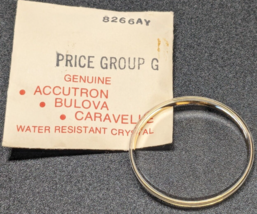 8266AY
PRICE GROUP G
GENUINE
• ACCUTRON
• BULOVA
• CARAVELLE
WATER RESISTANT CRYSTAL